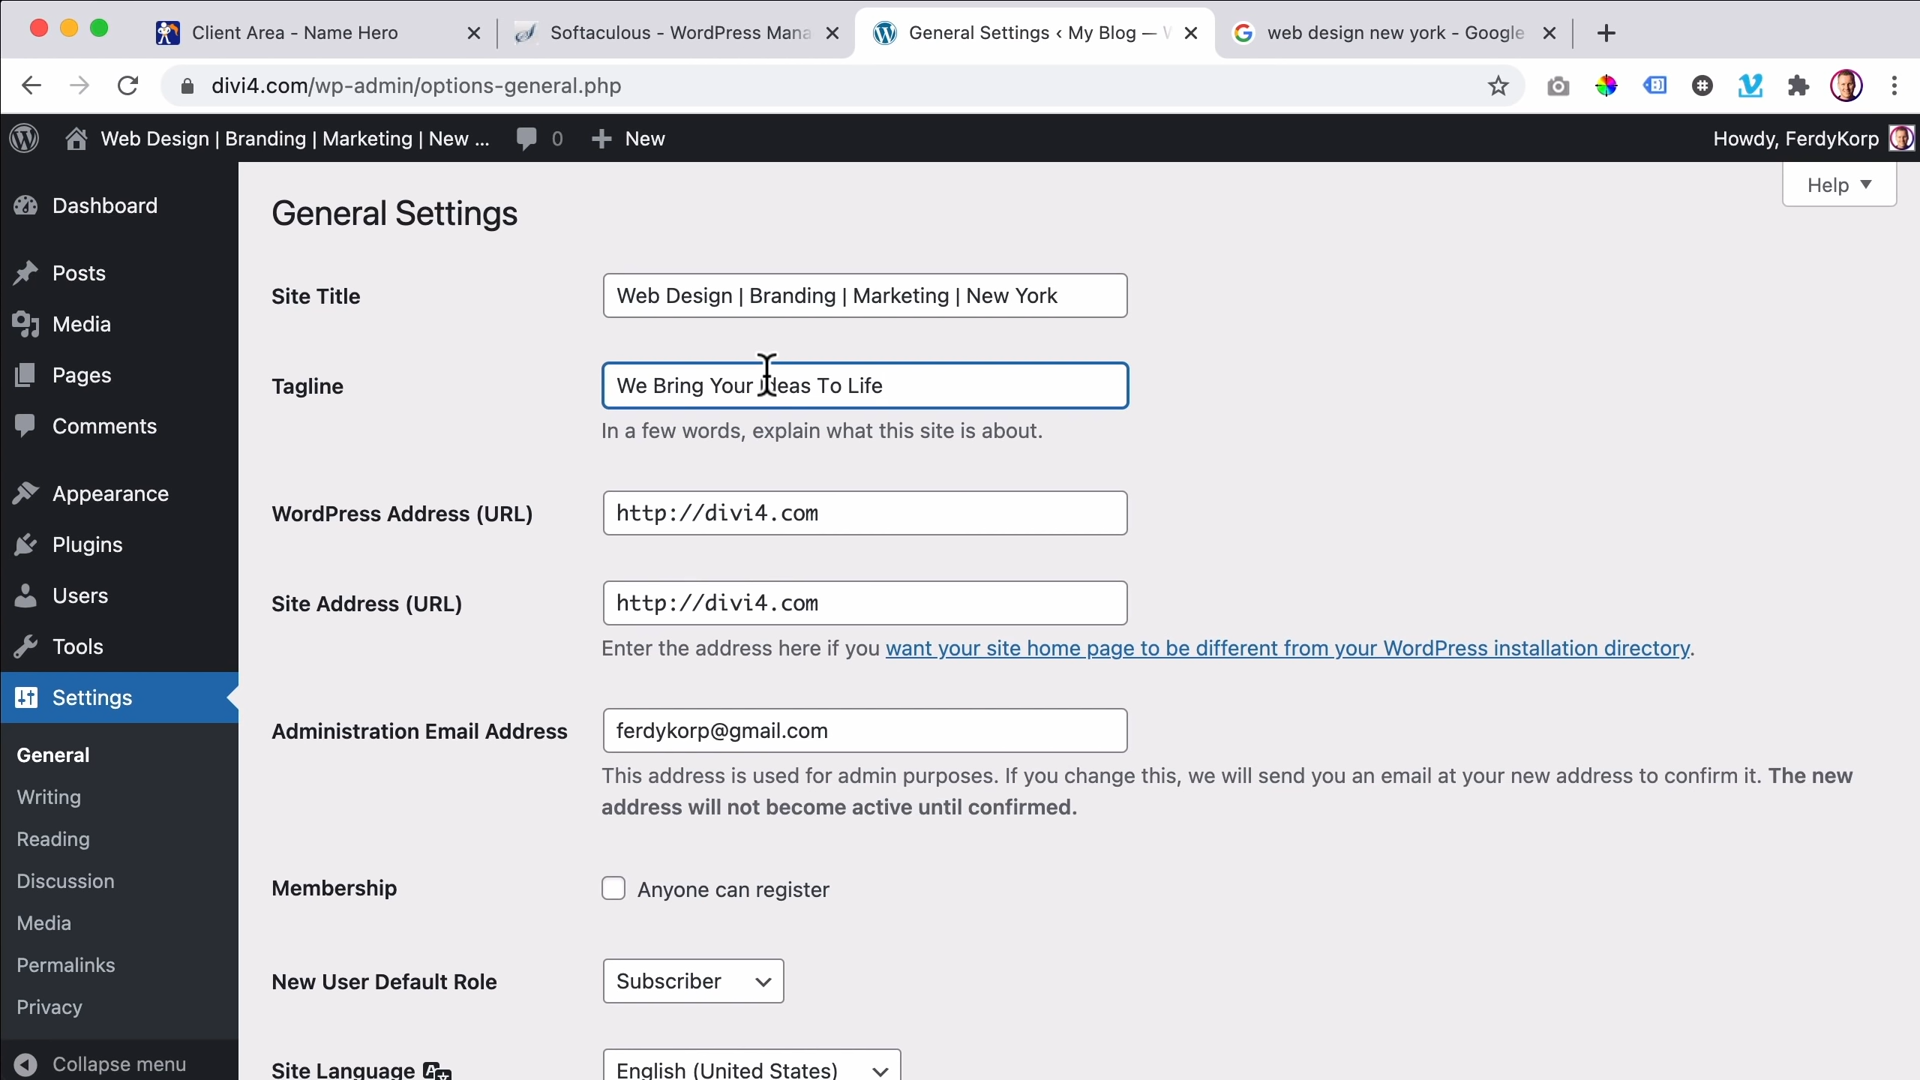 Client Area - Name Hero
Softaculous - WordPress Mana
General Settings ‹ My Blog —
web design new york - Google
divi4.com/wp-admin/options-general.php
Web Design | Branding | Marketing | New ...
0
New
Howdy, FerdyKorp
Help
Dashboard
Posts
Media
Pages
Comments
Appearance
Plugins
Users
Tools
Settings
General
Writing
Reading
Discussion
Media
Permalinks
Privacy
Collapse menu
General Settings
Site Title
Web Design | Branding | Marketing | New York
Tagline
We Bring Your Ideas To Life
In a few words, explain what this site is about.
WordPress Address (URL)
http://divi4.com
Site Address (URL)
http://divi4.com
Enter the address here if you want your site home page to be different from your WordPress installation directory.
Administration Email Address
ferdykorp@gmail.com
This address is used for admin purposes. If you change this, we will send you an email at your new address to confirm it. The new
address will not become active until confirmed.
Membership
Anyone can register
New User Default Role
Subscriber
Site Language
English (United States)